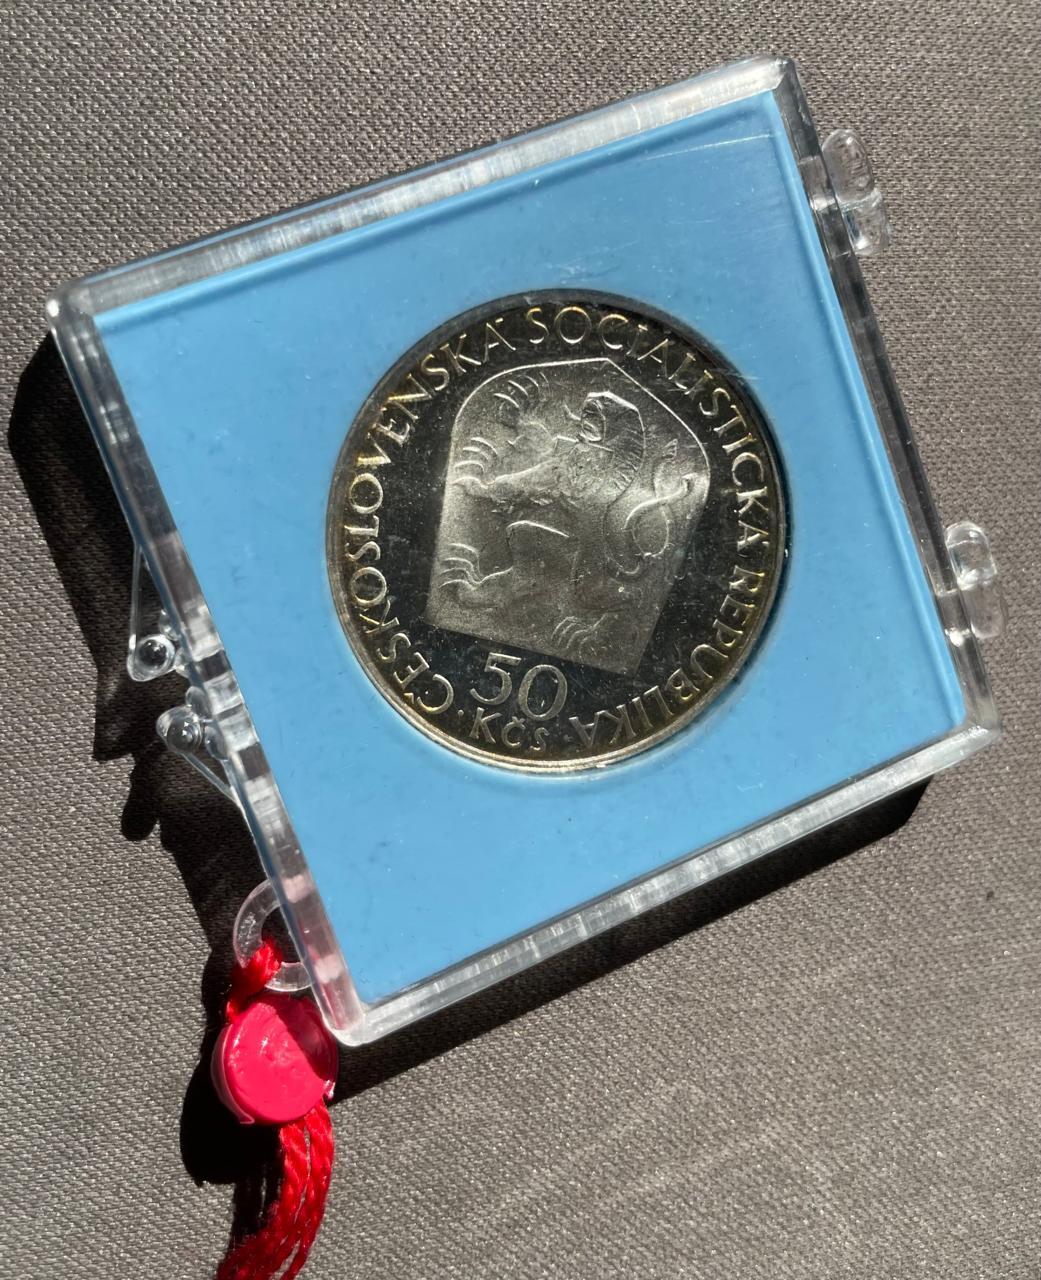 ČESKOSLOVENSKÁ SOCIALISTICKÁ REPUBLIKA
50
KČS